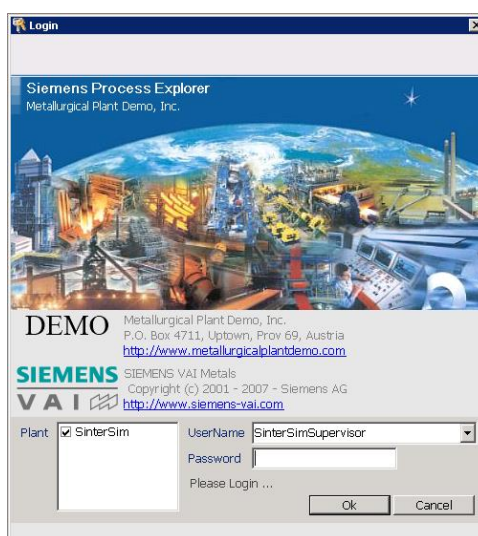 Login
Siemens Process Explorer
Metallurgical Plant Demo, Inc.
DEMO
Metallurgical Plant Demo, Inc.
P.O. Box 4711, Uptown, Prov 69, Austria
http://www.metallurgicalplantdemo.com
SIEMENS
VAI
SIEMENS VAI Metals
Copyright (c) 2001 - 2007 - Siemens AG
http://www.siemens-vai.com
Plant
SinterSim
UserName
SinterSimSupervisor
Password
Please Login ...
Ok
Cancel